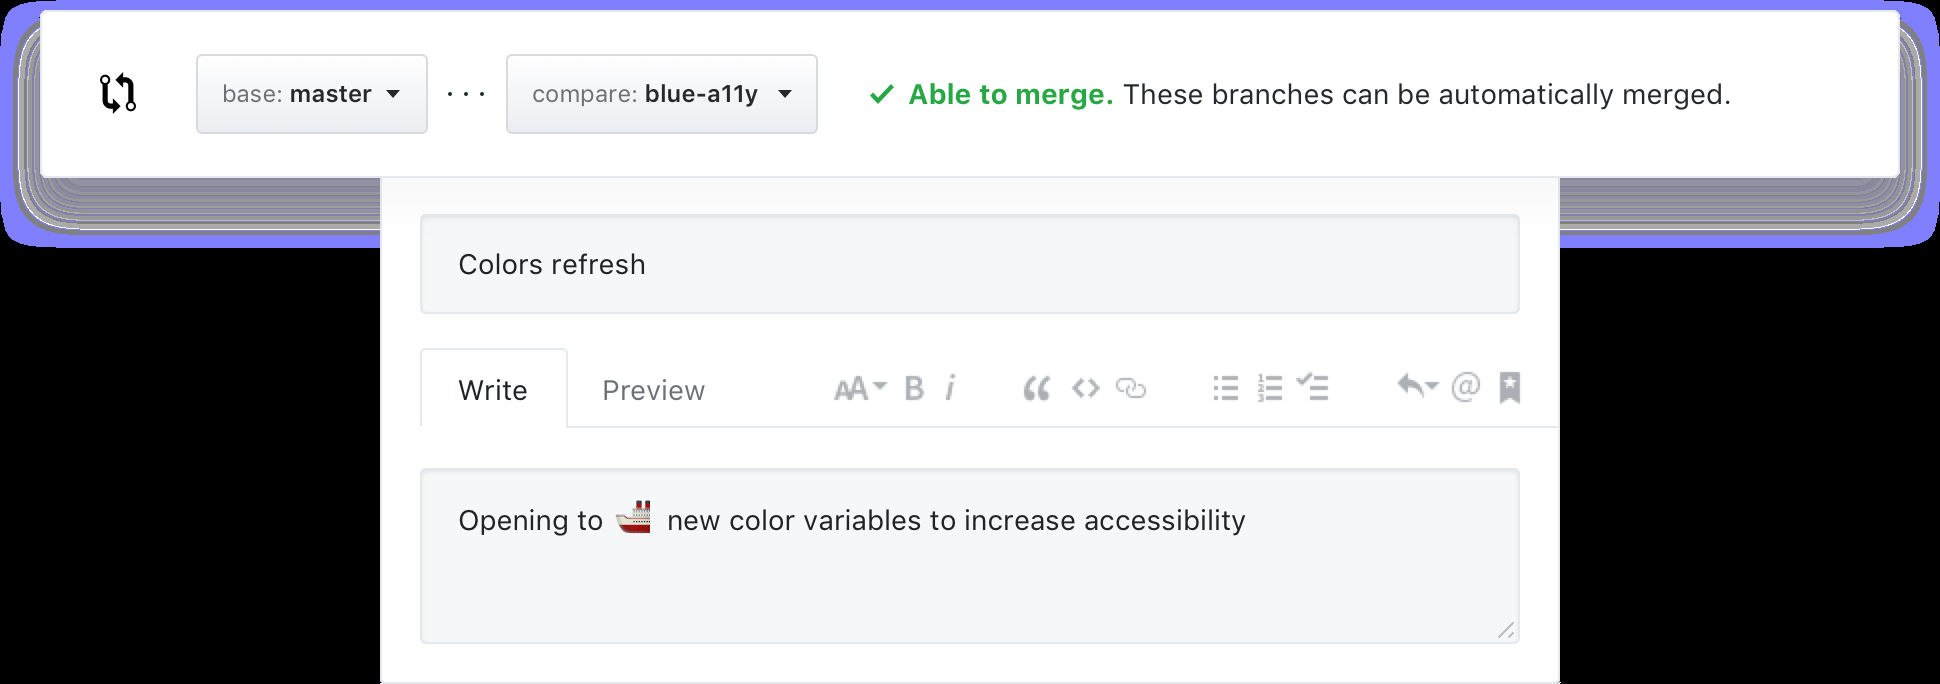 base: master ··· compare: blue-a11y ✓ Able to merge. These branches can be automatically merged.
Colors refresh
Write Preview AA B i “ <> @
Opening to 🚢 new color variables to increase accessibility